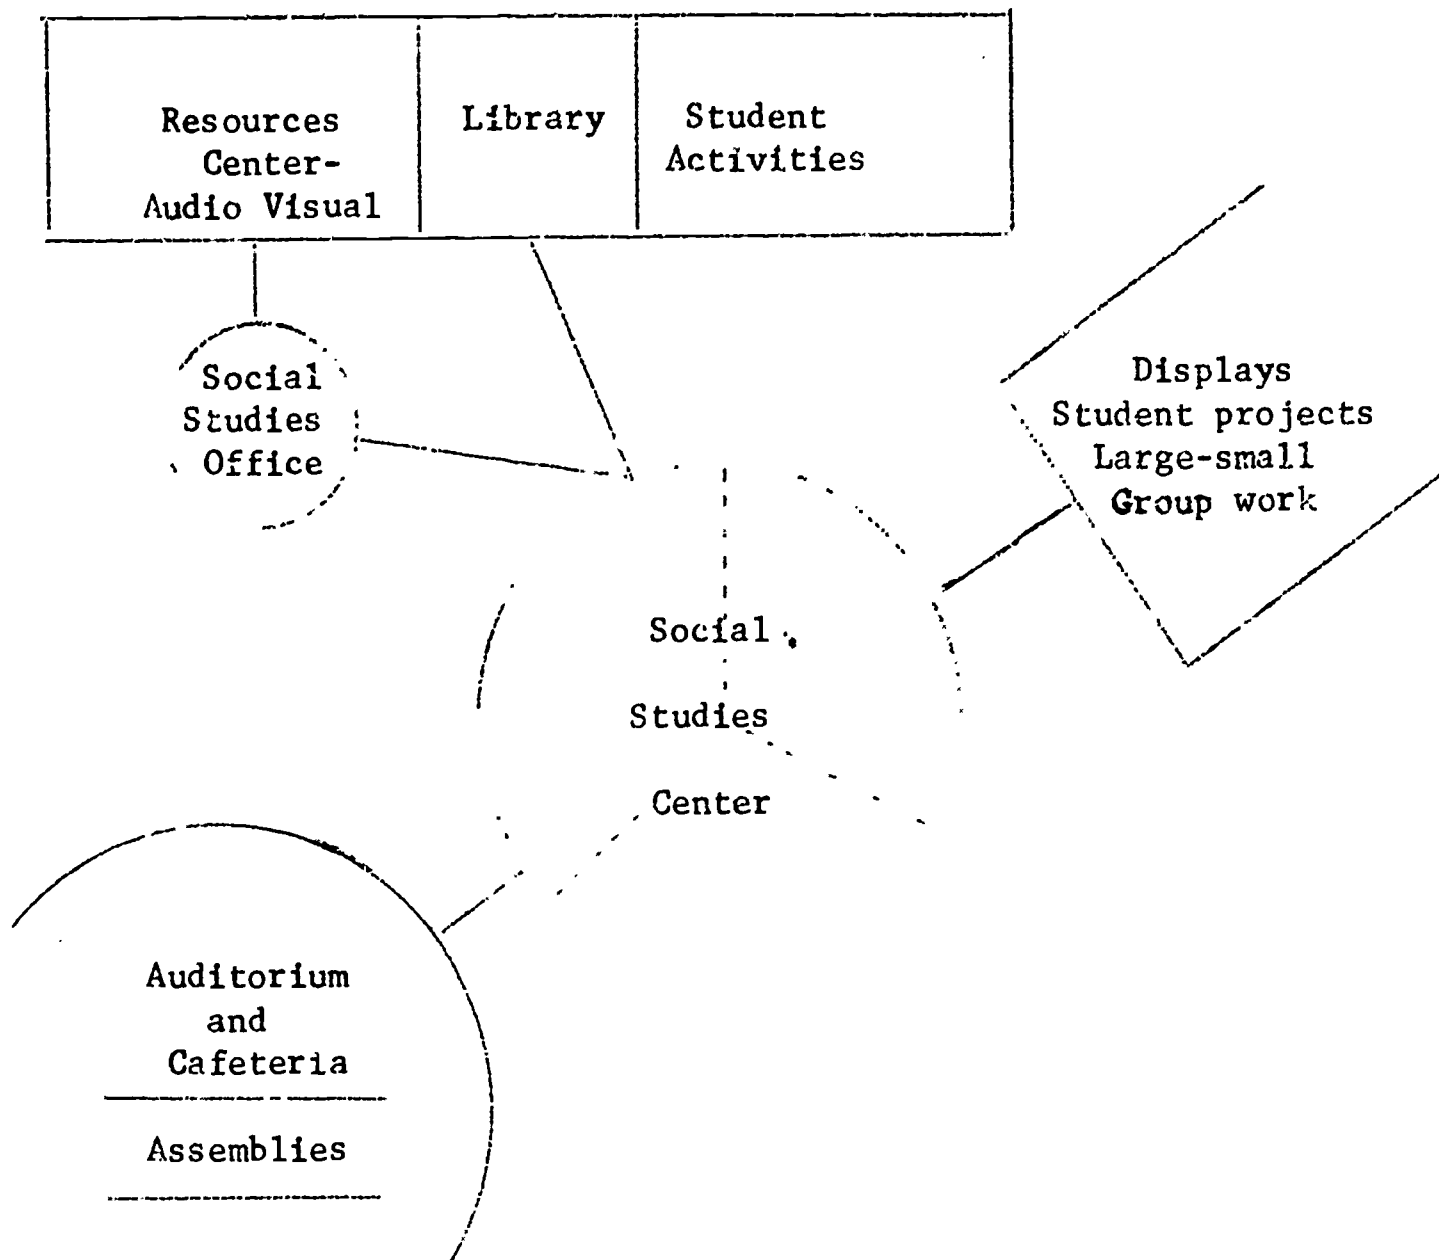 Resources
Center-
Audio Visual
Library
Student
Activities
Social
Studies
Office
Displays
Student projects
Large-small
Group work
Social
Studies
Center
Auditorium
and
Cafeteria
Assemblies